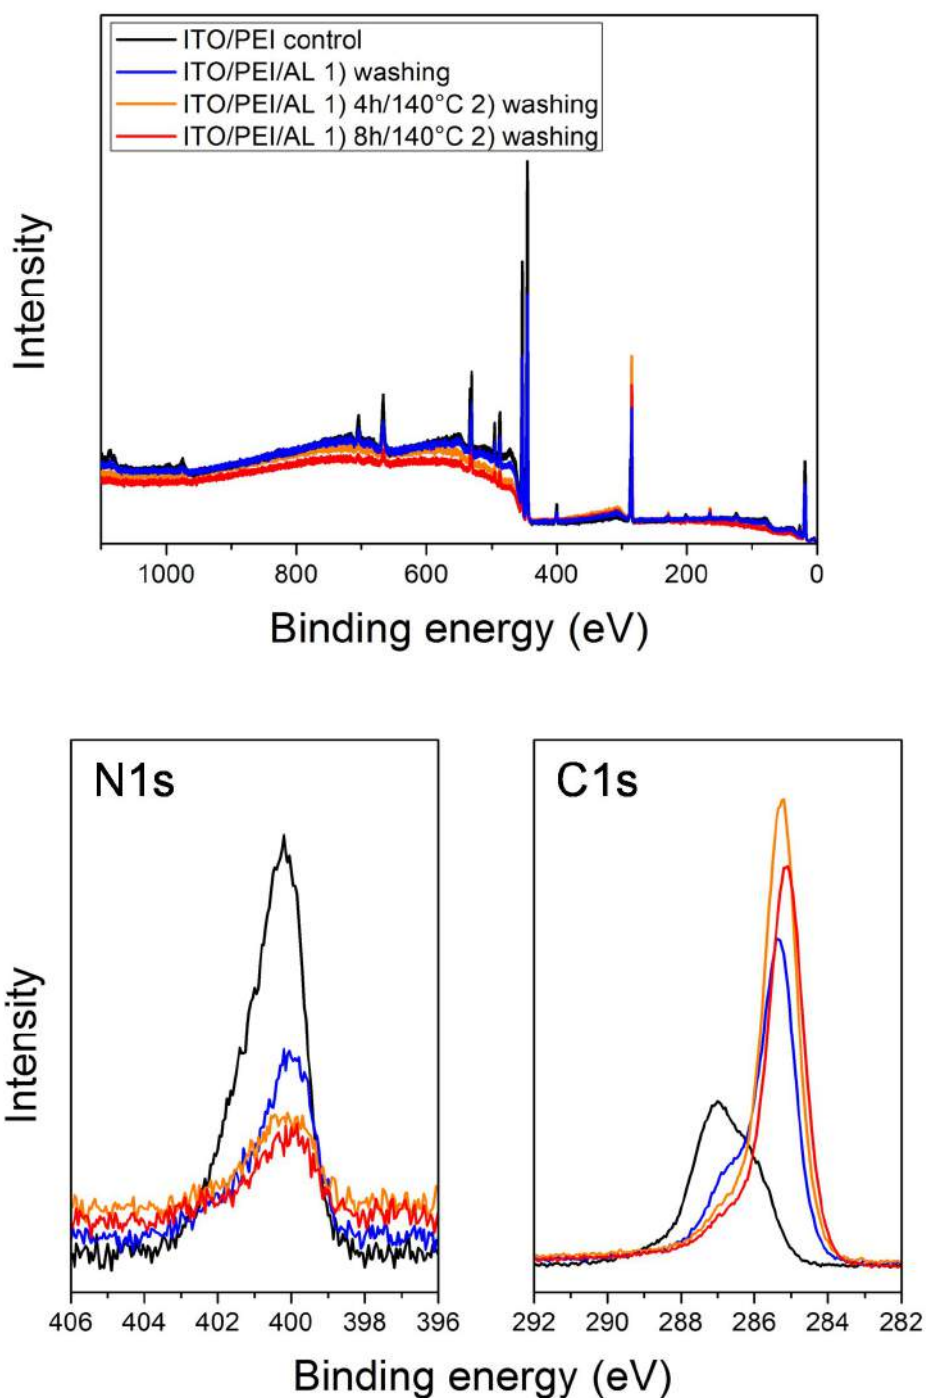 ITO/PEI control
ITO/PEI/AL 1) washing
ITO/PEI/AL 1) 4h/140°C 2) washing
ITO/PEI/AL 1) 8h/140°C 2) washing
Intensity
1000 800 600 400 200 0
Binding energy (eV)
N1s
C1s
Intensity
406 404 402 400 398 396
292 290 288 286 284 282
Binding energy (eV)